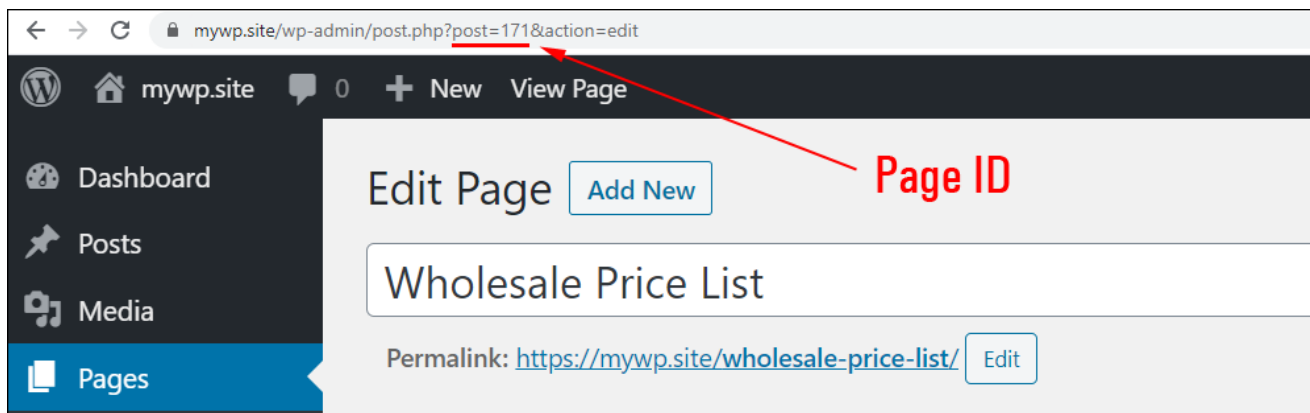 mywp.site/wp-admin/post.php?post=171&action=edit
mywp.site 0 New View Page
Dashboard
Edit Page Add New
Page ID
Posts
Wholesale Price List
Media
Permalink: https://mywp.site/wholesale-price-list/ Edit
Pages